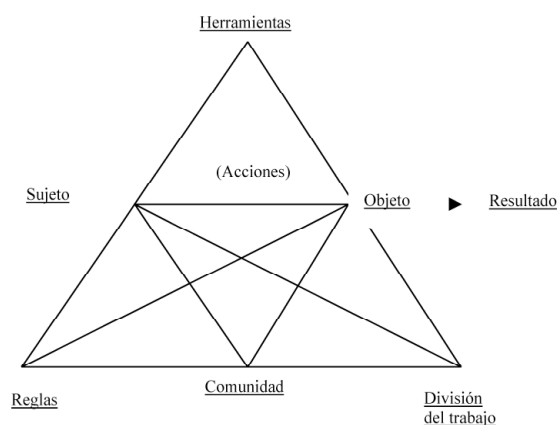 Herramientas
(Acciones)
Sujeto
Objeto
Resultado
Reglas
Comunidad
División
del trabajo